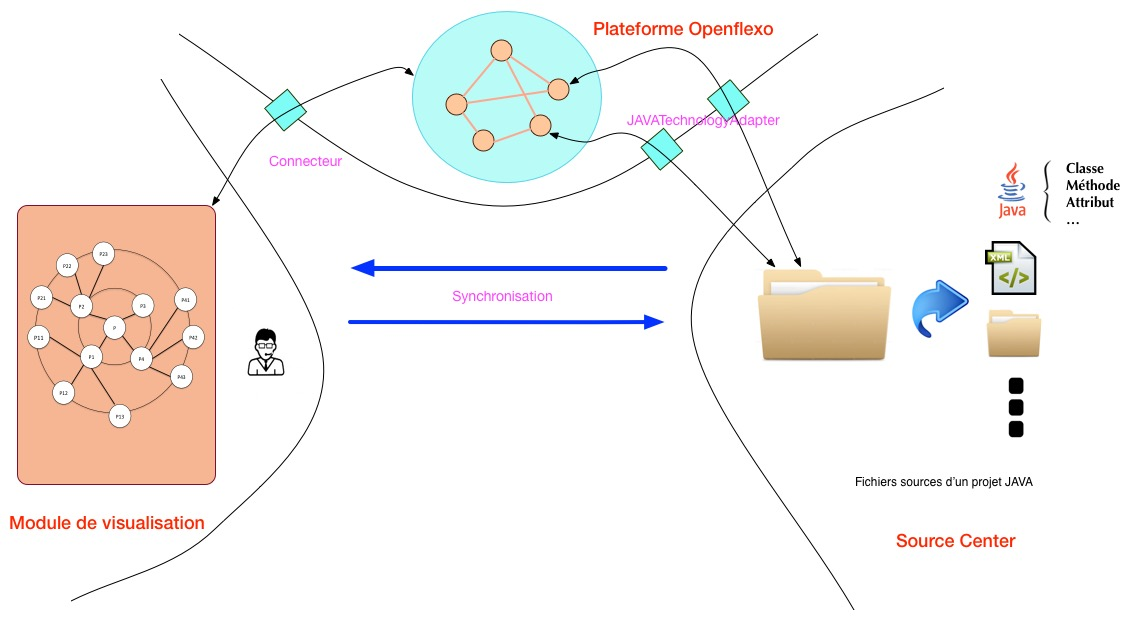 Plateforme Openflexo
JAVATechnologyAdapter
Connecteur
Classe
Méthode
Attribut
...
Java
XML
</>
Synchronisation
P23
P22
P21
P2
P3
P41
P
P11
P42
P1
P4
P43
P12
P13
Fichiers sources d'un projet JAVA
Module de visualisation
Source Center